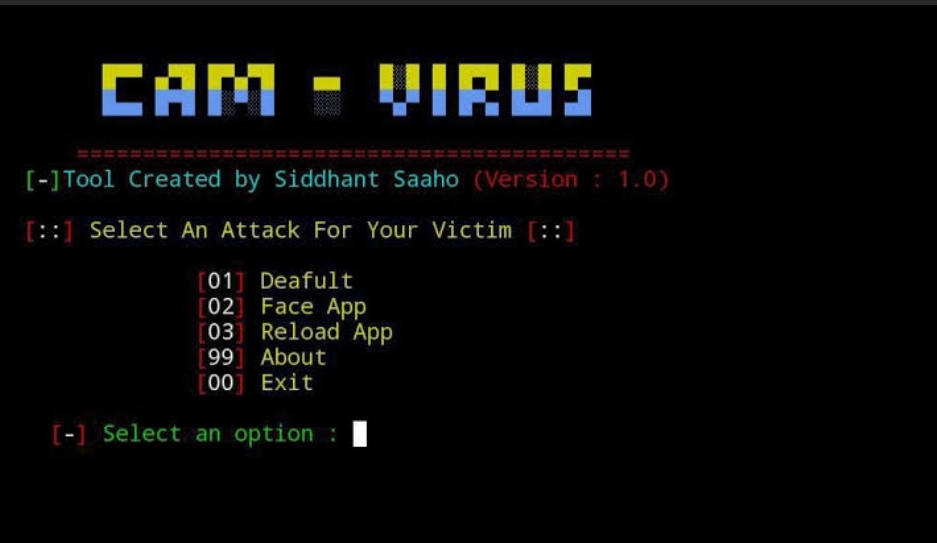 CAM - VIRUS
==========================================
[-]Tool Created by Siddhant Saaho (Version : 1.0)
[::] Select An Attack For Your Victim [::]
[01] Deafult
[02] Face App
[03] Reload App
[99] About
[00] Exit
[-] Select an option :